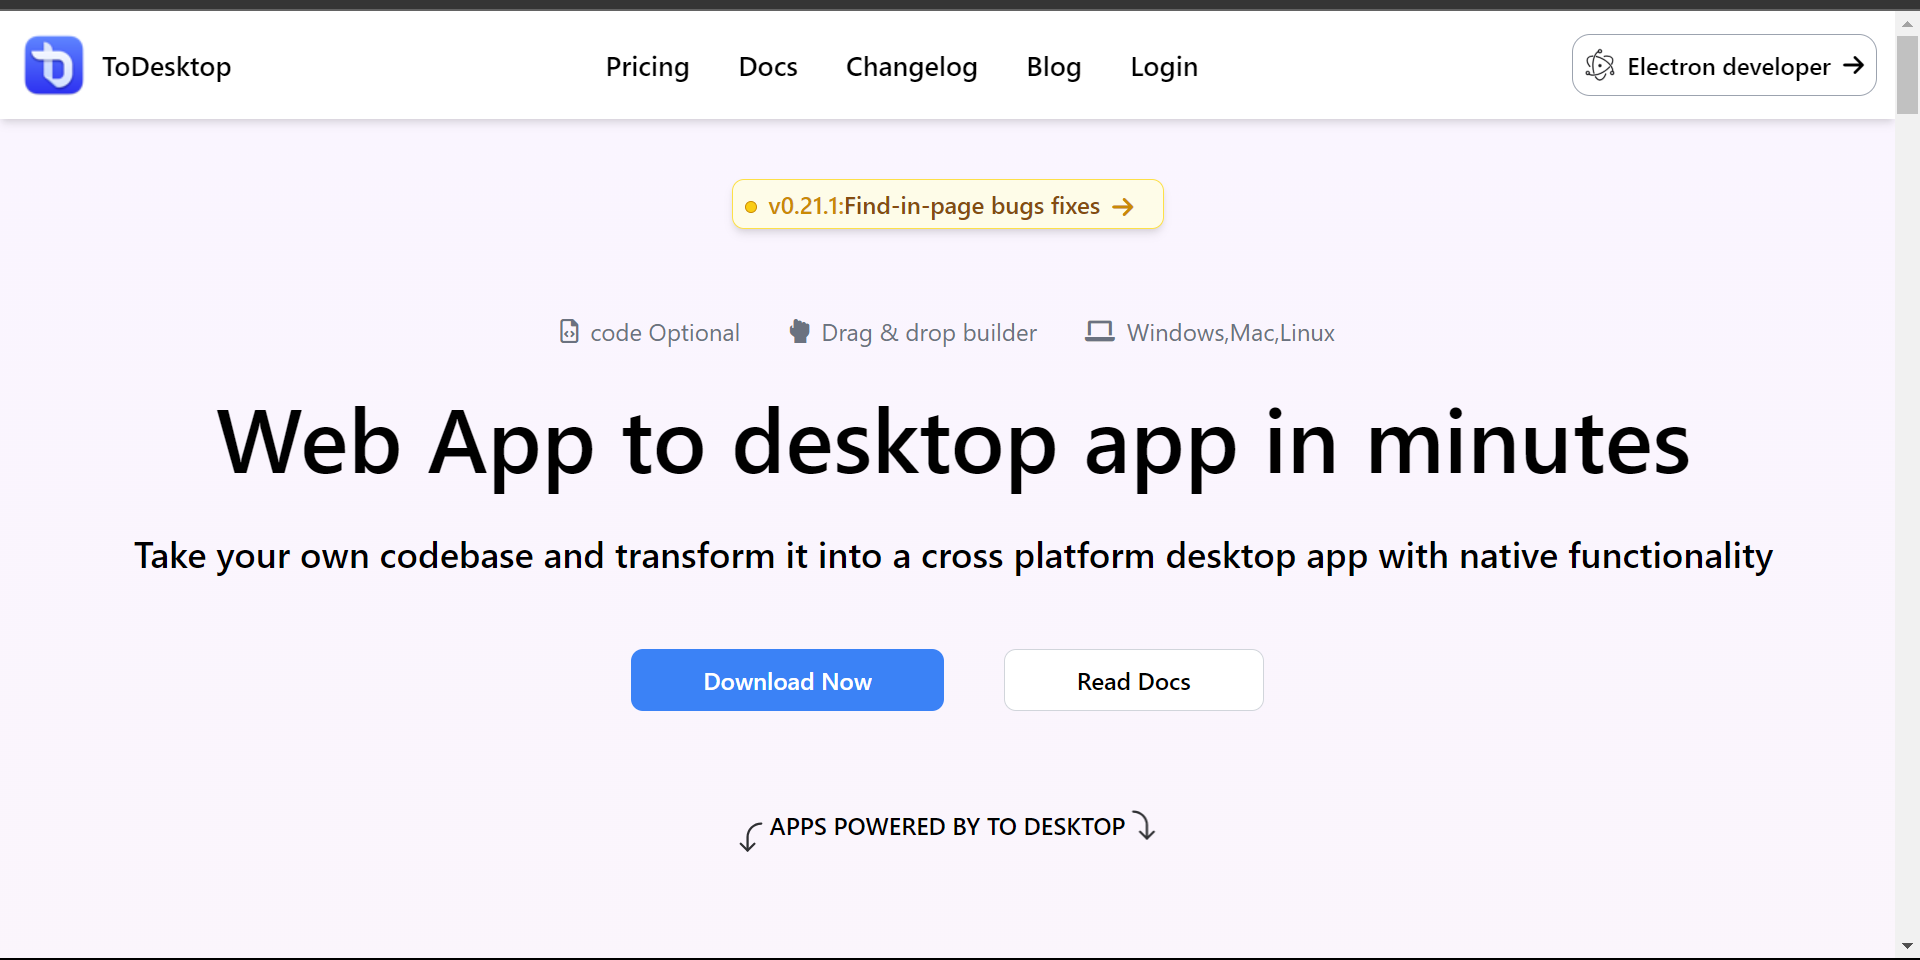 ToDesktop Pricing Docs Changelog Blog Login Electron developer
v0.21.1:Find-in-page bugs fixes
code Optional Drag & drop builder Windows,Mac,Linux
Web App to desktop app in minutes
Take your own codebase and transform it into a cross platform desktop app with native functionality
Download Now Read Docs
APPS POWERED BY TO DESKTOP